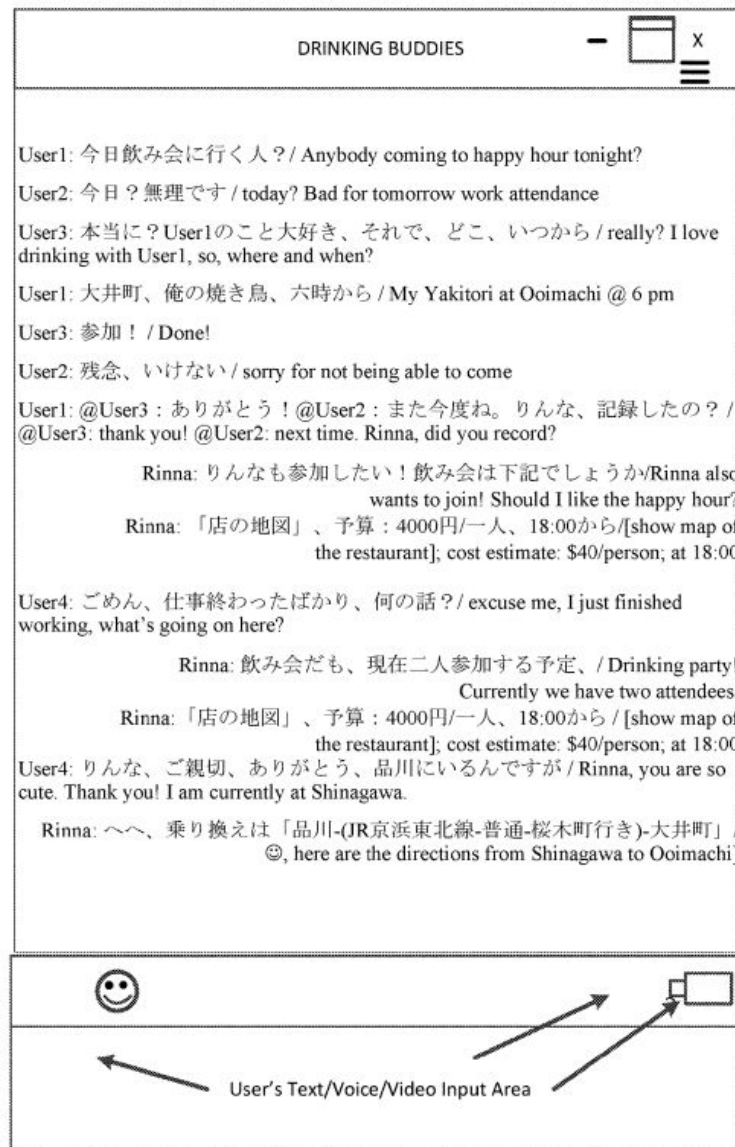 DRINKING BUDDIES
X
User1: 今日飲み会に行く人？/ Anybody coming to happy hour tonight?
User2: 今日？無理です / today? Bad for tomorrow work attendance
User3: 本当に？User1のこと大好き、それで、どこ、いつから / really? I love
drinking with User1, so, where and when?
User1: 大井町、俺の焼き鳥、六時から / My Yakitori at Ooimachi @ 6 pm
User3: 参加！ / Done!
User2: 残念、いけない / sorry for not being able to come
User1: @User3：ありがとう！@User2：また今度ね。りんな、記録したの？ /
@User3: thank you! @User2: next time. Rinna, did you record?
Rinna: りんなも参加したい！飲み会は下記でしょうか/Rinna also
wants to join! Should I like the happy hour?
Rinna: 「店の地図」、予算：4000円/一人、18:00から/[show map of
the restaurant]; cost estimate: $40/person; at 18:00
User4: ごめん、仕事終わったばかり、何の話？/ excuse me, I just finished
working, what's going on here?
Rinna: 飲み会だも、現在二人参加する予定、/ Drinking party!
Currently we have two attendees
Rinna:「店の地図」、予算：4000円/一人、18:00から / [show map of
the restaurant]; cost estimate: $40/person; at 18:00
User4: りんな、ご親切、ありがとう、品川にいるんですが / Rinna, you are so
cute. Thank you! I am currently at Shinagawa.
Rinna: へへ、乗り換えは「品川-(JR京浜東北線-普通-桜木町行き)-大井町」/
☺, here are the directions from Shinagawa to Ooimachi]
User's Text/Voice/Video Input Area